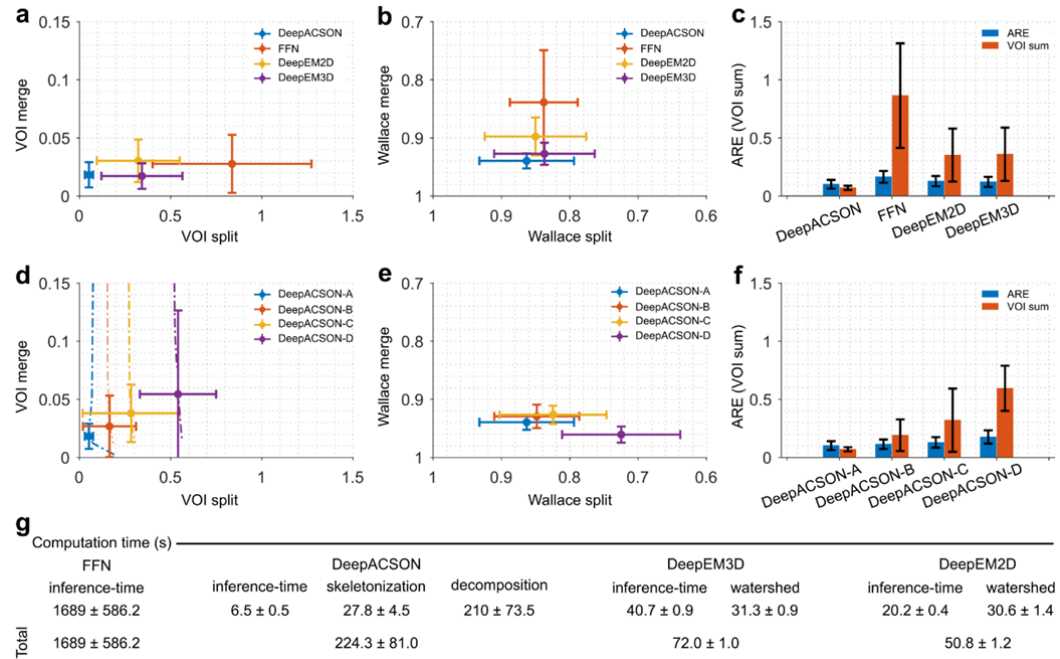 a
b
c
0.15
0.1
0.05
0
VOI merge
0
0.5
1
1.5
VOI split
DeepACSON
FFN
DeepEM2D
DeepEM3D
0.7
0.8
0.9
1
Wallace merge
1
0.9
0.8
0.7
0.6
Wallace split
DeepACSON
FFN
DeepEM2D
DeepEM3D
1.5
1
0.5
0
ARE (VOI sum)
ARE
VOI sum
DeepACSON
FFN
DeepEM2D
DeepEM3D
d
e
f
0.15
0.1
0.05
0
VOI merge
0
0.5
1
1.5
VOI split
DeepACSON-A
DeepACSON-B
DeepACSON-C
DeepACSON-D
0.7
0.8
0.9
1
Wallace merge
1
0.9
0.8
0.7
0.6
Wallace split
DeepACSON-A
DeepACSON-B
DeepACSON-C
DeepACSON-D
1.5
1
0.5
0
ARE (VOI sum)
ARE
VOI sum
DeepACSON-A
DeepACSON-B
DeepACSON-C
DeepACSON-D
g
Computation time (s)
FFN DeepACSON DeepEM3D DeepEM2D
inference-time inference-time skeletonization decomposition inference-time watershed inference-time watershed
1689 ± 586.2 6.5 ± 0.5 27.8 ± 4.5 210 ± 73.5 40.7 ± 0.9 31.3 ± 0.9 20.2 ± 0.4 30.6 ± 1.4
Total 1689 ± 586.2 224.3 ± 81.0 72.0 ± 1.0 50.8 ± 1.2